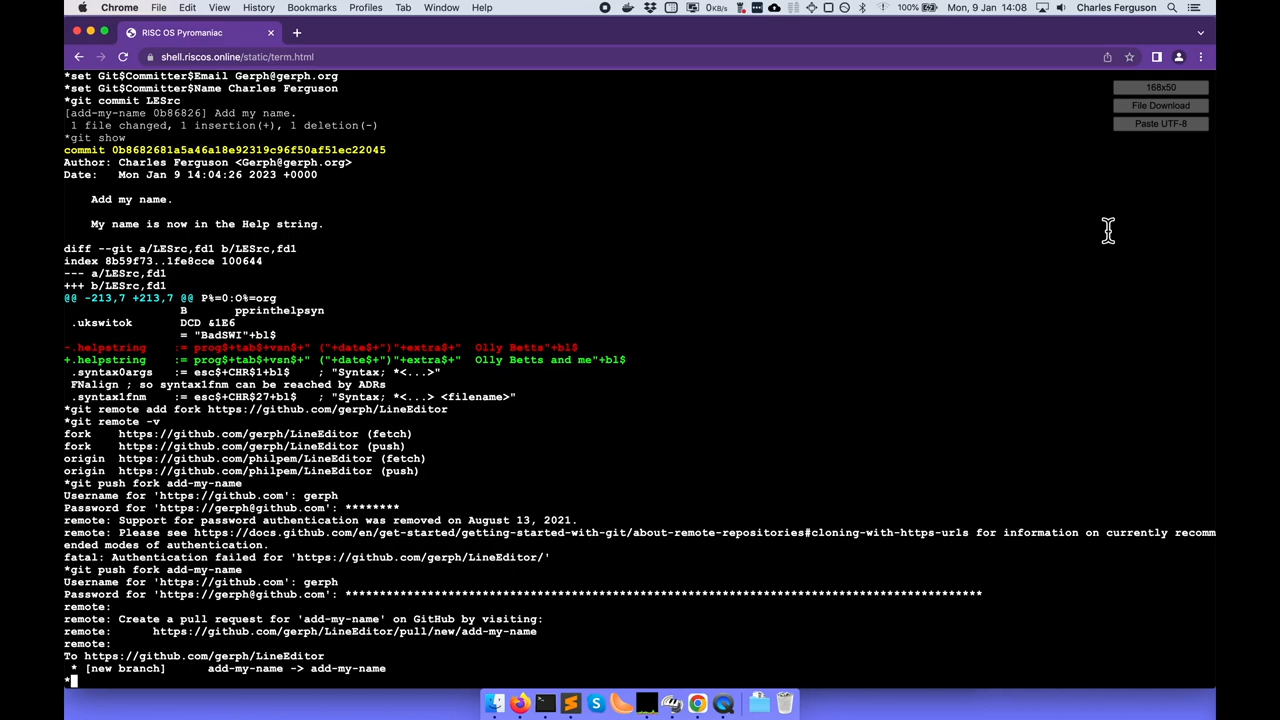 Chrome File Edit View History Bookmarks Profiles Tab Window Help 0KB/s 100% Mon, 9 Jan 14:08 Charles Ferguson
RISC OS Pyromaniac
shell.riscos.online/static/term.html
*set Git$Committer$Email Gerph@gerph.org
*set Git$Committer$Name Charles Ferguson
*git commit LESrc
[add-my-name 0b86826] Add my name.
1 file changed, 1 insertion(+), 1 deletion(-)
*git show
commit 0b8682681a5a46a18e92319c96f50af51ec22045
Author: Charles Ferguson <Gerph@gerph.org>
Date:   Mon Jan 9 14:04:26 2023 +0000
Add my name.
My name is now in the Help string.
diff --git a/LESrc,fd1 b/LESrc,fd1
index 8b59f73..1fe8cce 100644
--- a/LESrc,fd1
+++ b/LESrc,fd1
@@ -213,7 +213,7 @@ P%=0:O%=org
B       pprinthelpsyn
.ukswitok       DCD &1E6
= "BadSWI"+bl$
-.helpstring    := prog$+tab$+vsn$+" ("+date$+")"+extra$+"  Olly Betts"+bl$
+.helpstring    := prog$+tab$+vsn$+" ("+date$+")"+extra$+"  Olly Betts and me"+bl$
.syntax0args   := esc$+CHR$1+bl$    ; "Syntax; *<...>"
FNalign ; so syntax1fnm can be reached by ADRs
.syntax1fnm    := esc$+CHR$27+bl$   ; "Syntax; *<...> <filename>"
*git remote add fork https://github.com/gerph/LineEditor
*git remote -v
fork    https://github.com/gerph/LineEditor (fetch)
fork    https://github.com/gerph/LineEditor (push)
origin  https://github.com/philpem/LineEditor (fetch)
origin  https://github.com/philpem/LineEditor (push)
*git push fork add-my-name
Username for 'https://github.com': gerph
Password for 'https://gerph@github.com': ********
remote: Support for password authentication was removed on August 13, 2021.
remote: Please see https://docs.github.com/en/get-started/getting-started-with-git/about-remote-repositories#cloning-with-https-urls for information on currently recomm
ended modes of authentication.
fatal: Authentication failed for 'https://github.com/gerph/LineEditor/'
*git push fork add-my-name
Username for 'https://github.com': gerph
Password for 'https://gerph@github.com': *********************************************************************************************
remote:
remote: Create a pull request for 'add-my-name' on GitHub by visiting:
remote:      https://github.com/gerph/LineEditor/pull/new/add-my-name
remote:
To https://github.com/gerph/LineEditor
* [new branch]      add-my-name -> add-my-name
*
168x50
File Download
Paste UTF-8